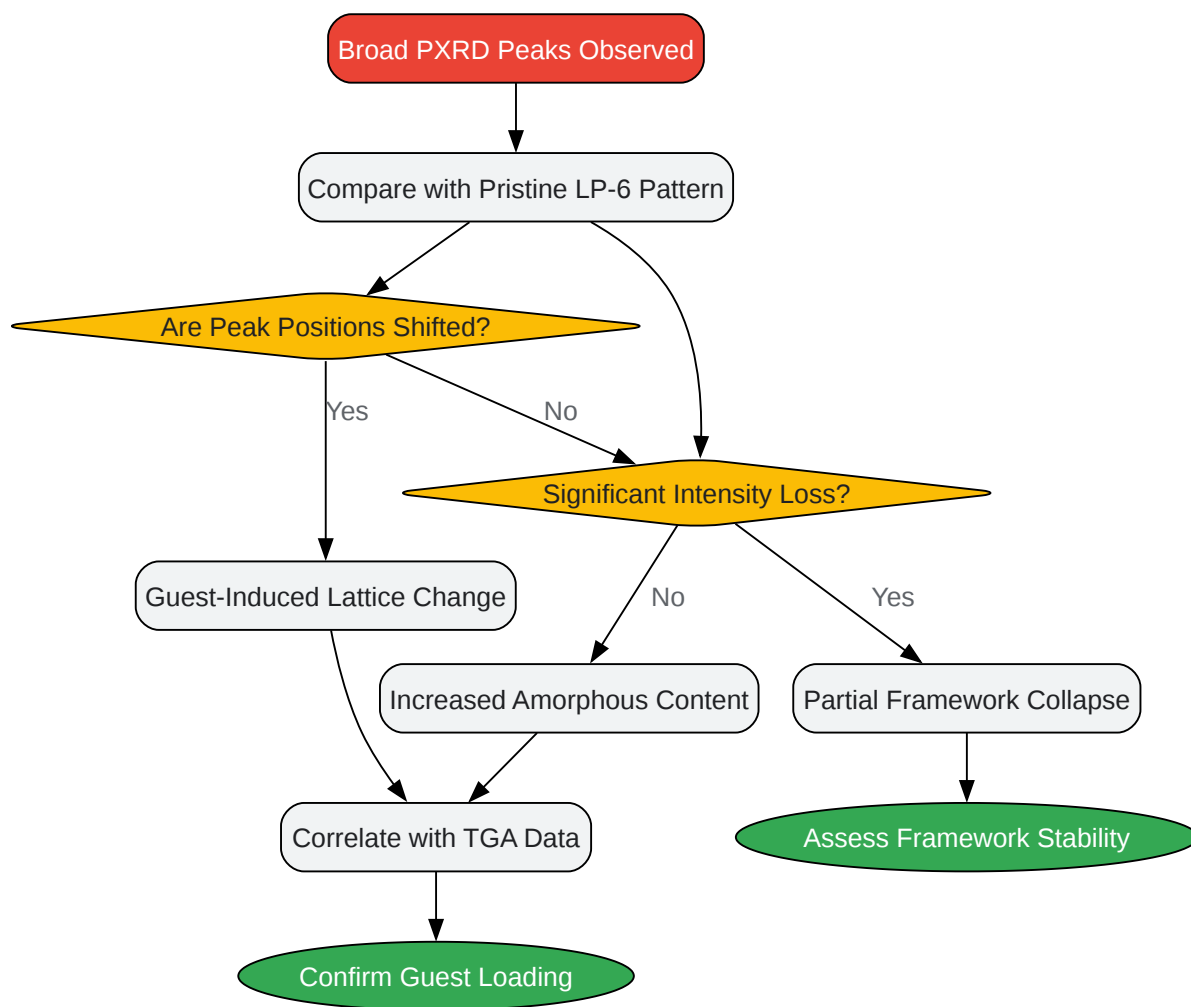 Broad PXRD Peaks Observed
Compare with Pristine LP-6 Pattern
Are Peak Positions Shifted?
Yes
No
Significant Intensity Loss?
Guest-Induced Lattice Change
No
Yes
Increased Amorphous Content
Partial Framework Collapse
Correlate with TGA Data
Assess Framework Stability
Confirm Guest Loading